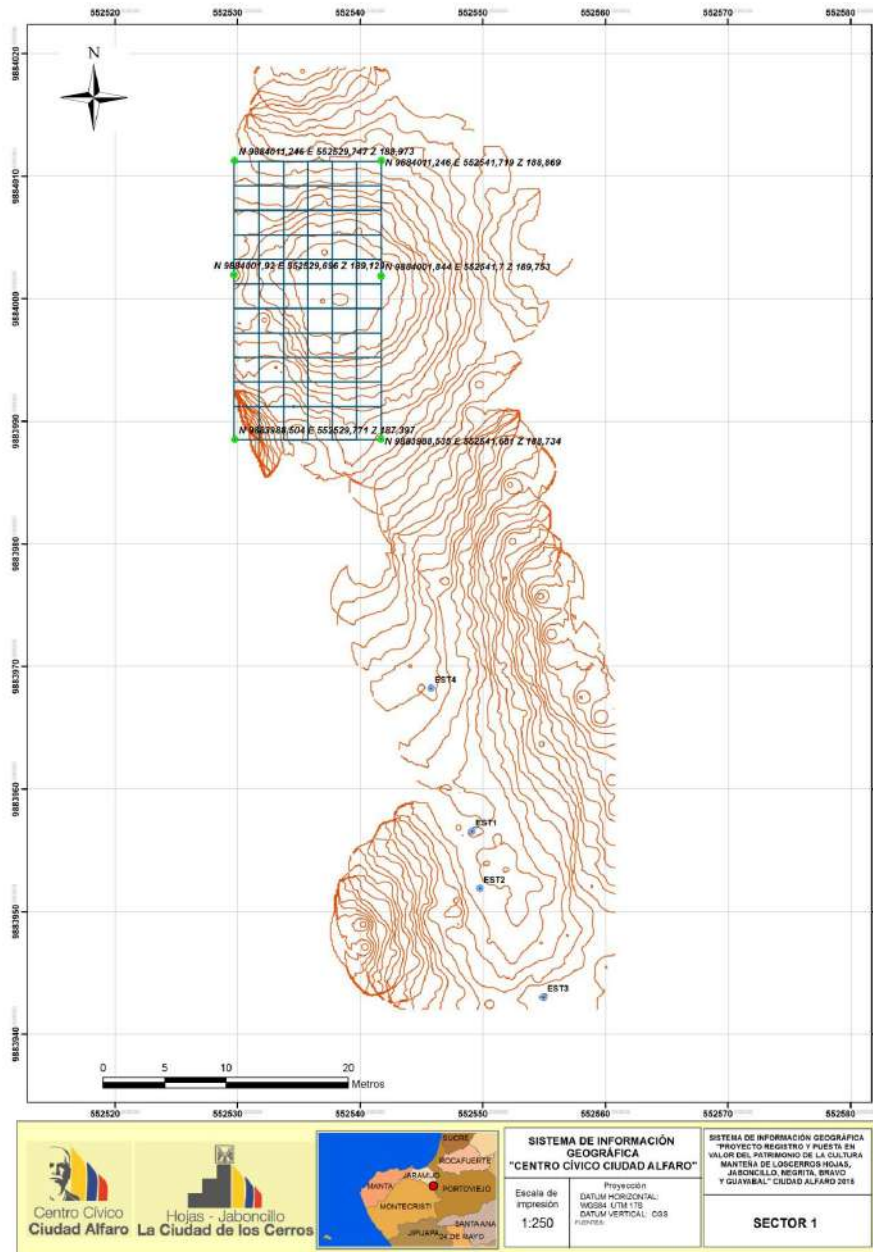 552520
552530
552540
552550
552560
552570
552580
9884020
9884010
9884000
9883990
9883980
9883970
9883960
9883950
9883940
N
N 9884011,246 E 552529,747 Z 188,973
N 9884011,246 E 552541,719 Z 188,869
N 9884001,92 E 552529,696 Z 189,129
N 9884001,844 E 552541,7 Z 189,753
N 9883988,504 E 552529,771 Z 187,397
N 9883988,535 E 552541,681 Z 188,734
EST4
EST1
EST2
EST3
0 5 10 20
Metros
552520
552530
552540
552550
552560
552570
552580
Centro Cívico
Ciudad Alfaro
Hojas - Jaboncillo
La Ciudad de los Cerros
SUCRE
ROCAFUERTE
JARAMIJO
MANTA
PORTOVIEJO
MONTECRISTI
SANTA ANA
JIPIJAPA
24 DE MAYO
SISTEMA DE INFORMACIÓN
GEOGRÁFICA
"CENTRO CÍVICO CIUDAD ALFARO"
Escala de
impresión
1:250
Proyección
DATUM HORIZONTAL:
WGS84 UTM 17S
DATUM VERTICAL: CGS
FUENTES:
SISTEMA DE INFORMACIÓN GEOGRÁFICA
"PROYECTO REGISTRO Y PUESTA EN
VALOR DEL PATRIMONIO DE LA CULTURA
MANTEÑA DE LOSCERROS HOJAS,
JABONCILLO, NEGRITA, BRAVO
Y GUAYABAL" CIUDAD ALFARO 2015
SECTOR 1